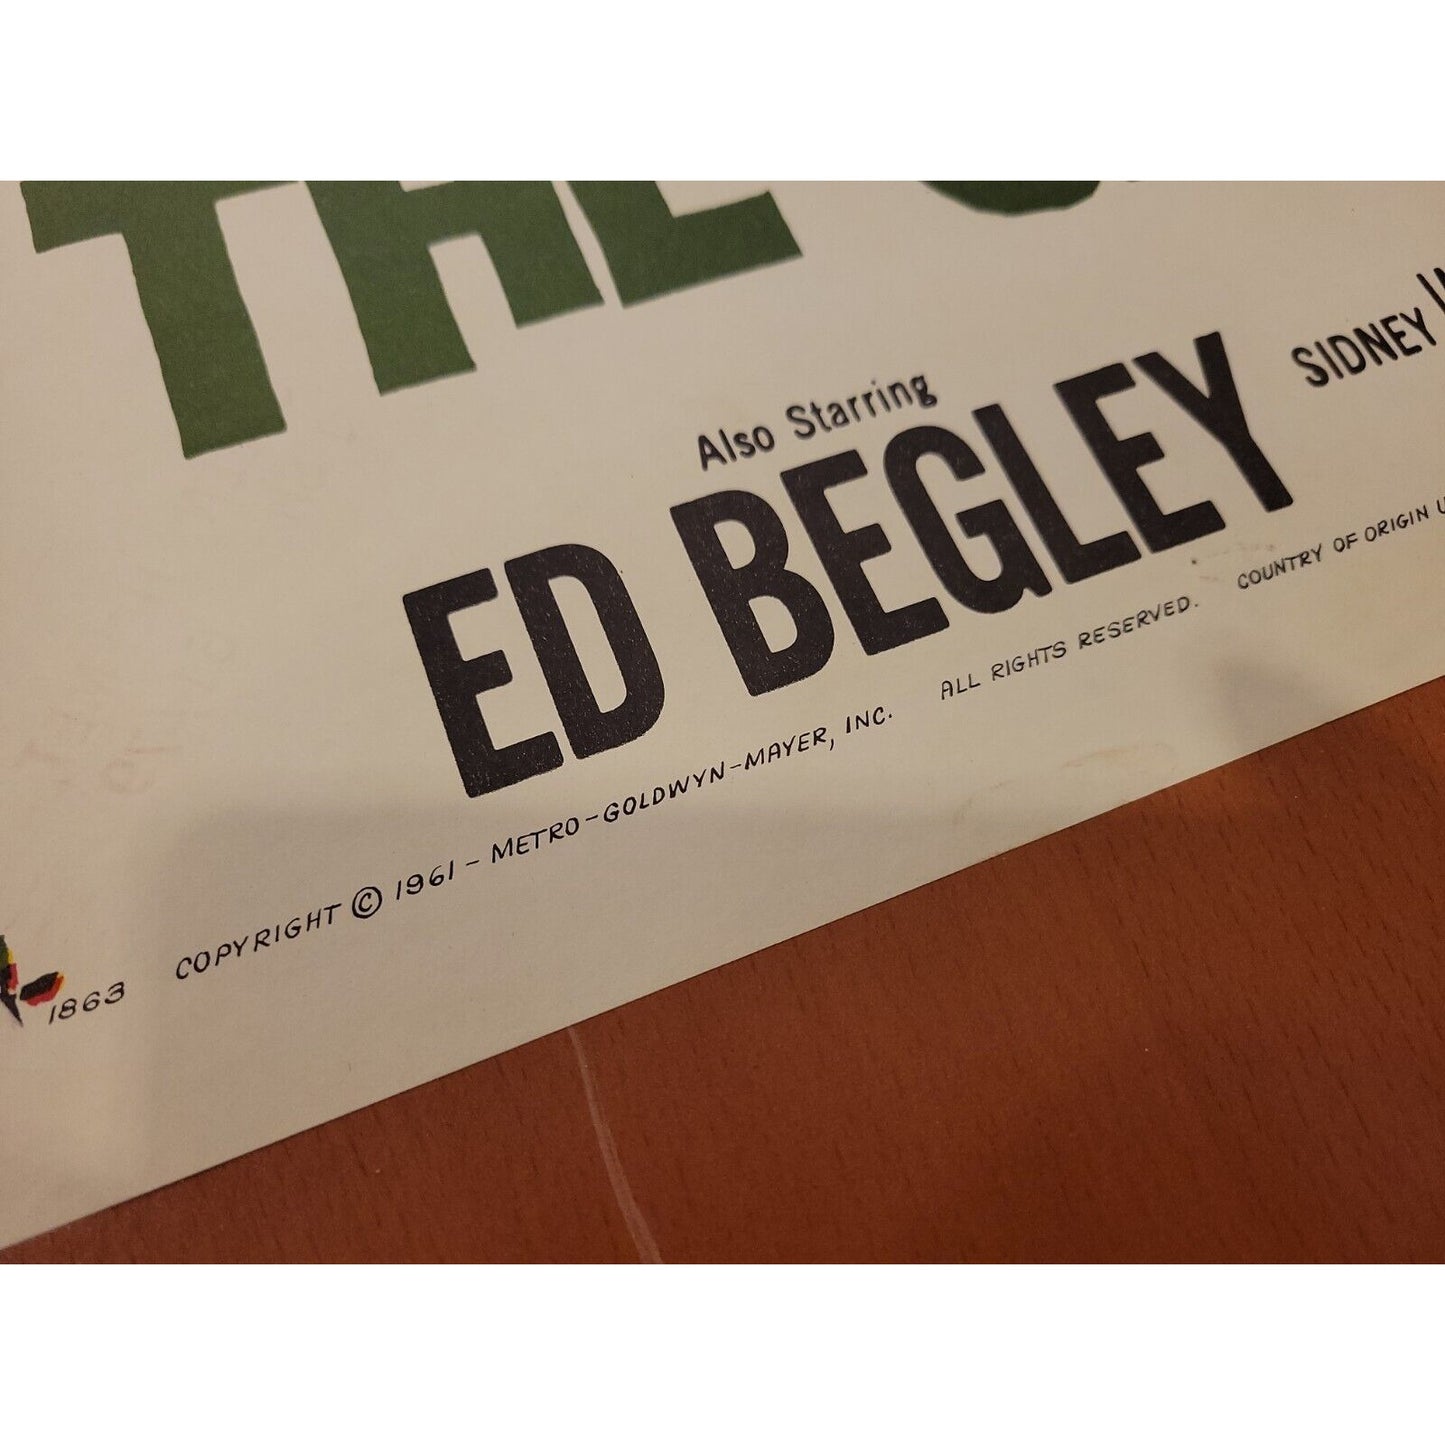 THE
Also Starring
ED BEGLEY
SIDNEY
COPYRIGHT © 1961 - METRO-GOLDWYN-MAYER, INC. ALL RIGHTS RESERVED. COUNTRY OF ORIGIN
1863